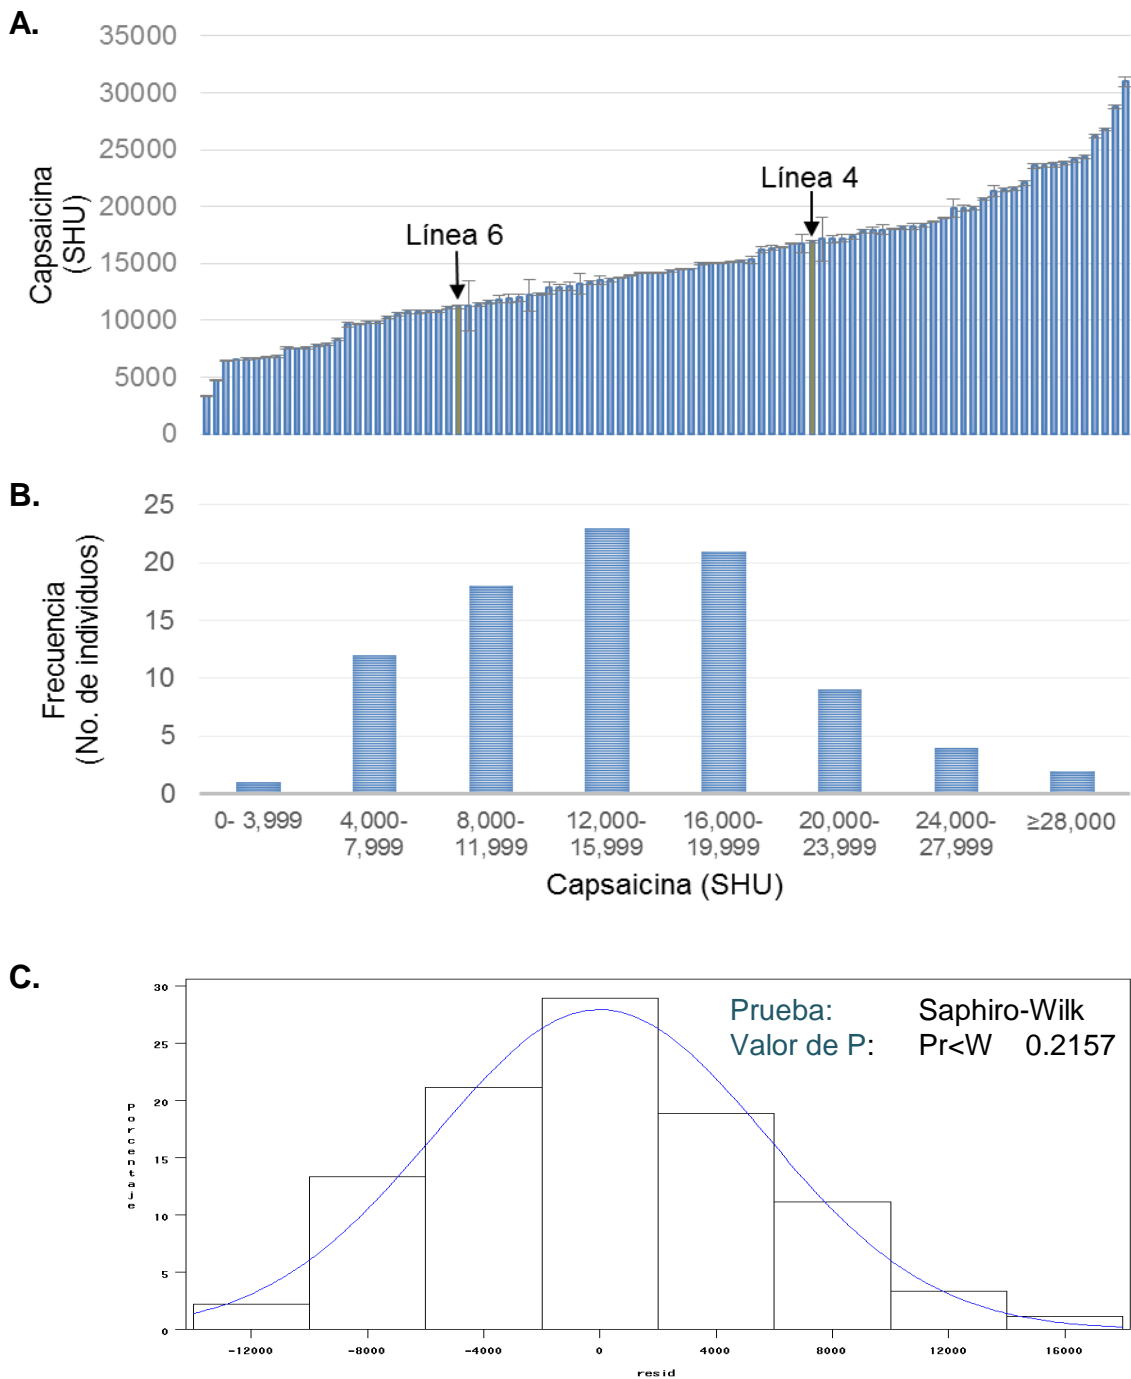 A.
35000
30000
25000
20000
15000
10000
5000
0
Capsaicina
(SHU)
Línea 6
Línea 4
B.
25
20
15
10
5
0
Frecuencia
(No. de individuos)
0- 3,999
4,000-
7,999
8,000-
11,999
12,000-
15,999
16,000-
19,999
20,000-
23,999
24,000-
27,999
≥28,000
Capsaicina (SHU)
C.
Prueba: Saphiro-Wilk
Valor de P: Pr<W 0.2157
30
25
20
15
10
5
0
Porcentaje
-12000 -8000 -4000 0 4000 8000 12000 16000
resid